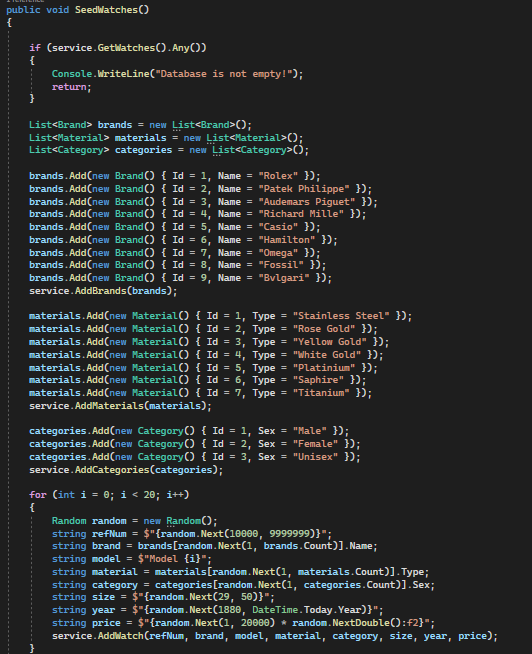 public void SeedWatches()
{
if (service.GetWatches().Any())
{
Console.WriteLine("Database is not empty!");
return;
}
List<Brand> brands = new List<Brand>();
List<Material> materials = new List<Material>();
List<Category> categories = new List<Category>();
brands.Add(new Brand() { Id = 1, Name = "Rolex" });
brands.Add(new Brand() { Id = 2, Name = "Patek Philippe" });
brands.Add(new Brand() { Id = 3, Name = "Audemars Piguet" });
brands.Add(new Brand() { Id = 4, Name = "Richard Mille" });
brands.Add(new Brand() { Id = 5, Name = "Casio" });
brands.Add(new Brand() { Id = 6, Name = "Hamilton" });
brands.Add(new Brand() { Id = 7, Name = "Omega" });
brands.Add(new Brand() { Id = 8, Name = "Fossil" });
brands.Add(new Brand() { Id = 9, Name = "Bvlgari" });
service.AddBrands(brands);
materials.Add(new Material() { Id = 1, Type = "Stainless Steel" });
materials.Add(new Material() { Id = 2, Type = "Rose Gold" });
materials.Add(new Material() { Id = 3, Type = "Yellow Gold" });
materials.Add(new Material() { Id = 4, Type = "White Gold" });
materials.Add(new Material() { Id = 5, Type = "Platinium" });
materials.Add(new Material() { Id = 6, Type = "Saphire" });
materials.Add(new Material() { Id = 7, Type = "Titanium" });
service.AddMaterials(materials);
categories.Add(new Category() { Id = 1, Sex = "Male" });
categories.Add(new Category() { Id = 2, Sex = "Female" });
categories.Add(new Category() { Id = 3, Sex = "Unisex" });
service.AddCategories(categories);
for (int i = 0; i < 20; i++)
{
Random random = new Random();
string refNum = $"{random.Next(10000, 9999999)}";
string brand = brands[random.Next(1, brands.Count)].Name;
string model = $"Model {i}";
string material = materials[random.Next(1, materials.Count)].Type;
string category = categories[random.Next(1, categories.Count)].Sex;
string size = $"{random.Next(29, 50)}";
string year = $"{random.Next(1880, DateTime.Today.Year)}";
string price = $"{random.Next(1, 20000) * random.NextDouble():f2}";
service.AddWatch(refNum, brand, model, material, category, size, year, price);
}